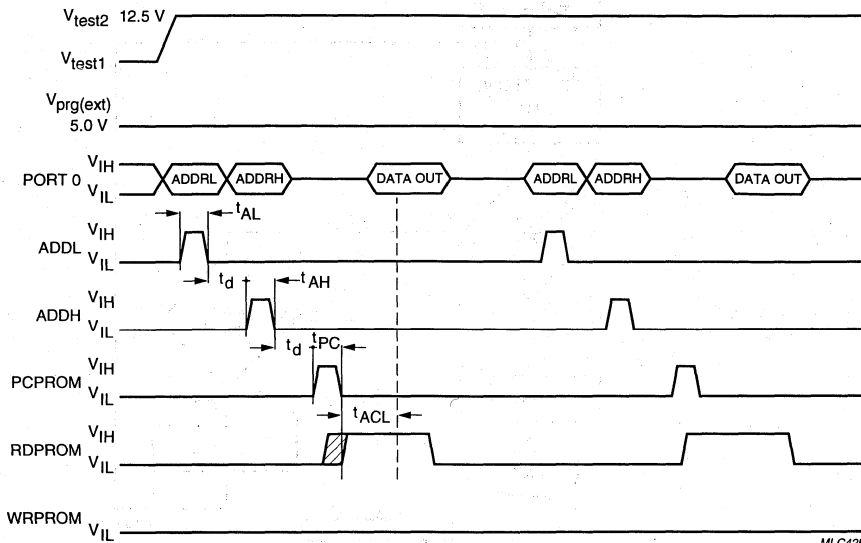 Vtest2 12.5 V
Vtest1
Vprg(ext)
5.0 V
PORT 0 VIH
VIL
ADDRL ADDRH DATA OUT ADDRL ADDRH DATA OUT
tAL
ADDL VIH
VIL
td tAH
ADDH VIH
VIL
td tPC
PCPROM VIH
VIL
tACL
RDPROM VIH
VIL
WRPROM VIL